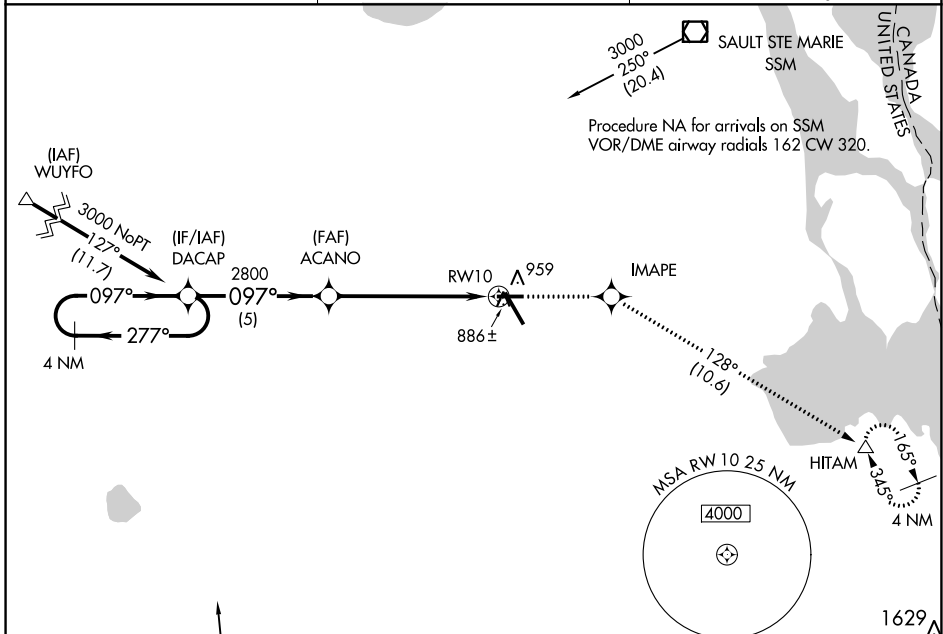 3000
250°
(20.4)
SAULT STE MARIE
SSM
CANADA
UNITED STATES
Procedure NA for arrivals on SSM
VOR/DME airway radials 162 CW 320.
(IAF)
WUYFO
3000 NoPT
127°
(11.7)
(IF/IAF)
DACAP
2800
097°
(5)
(FAF)
ACANO
RW10
959
IMAPE
097°
277°
4 NM
886±
128°
(10.6)
HITAM
165°
345°
4 NM
MSA RW 10 25 NM
4000
1629